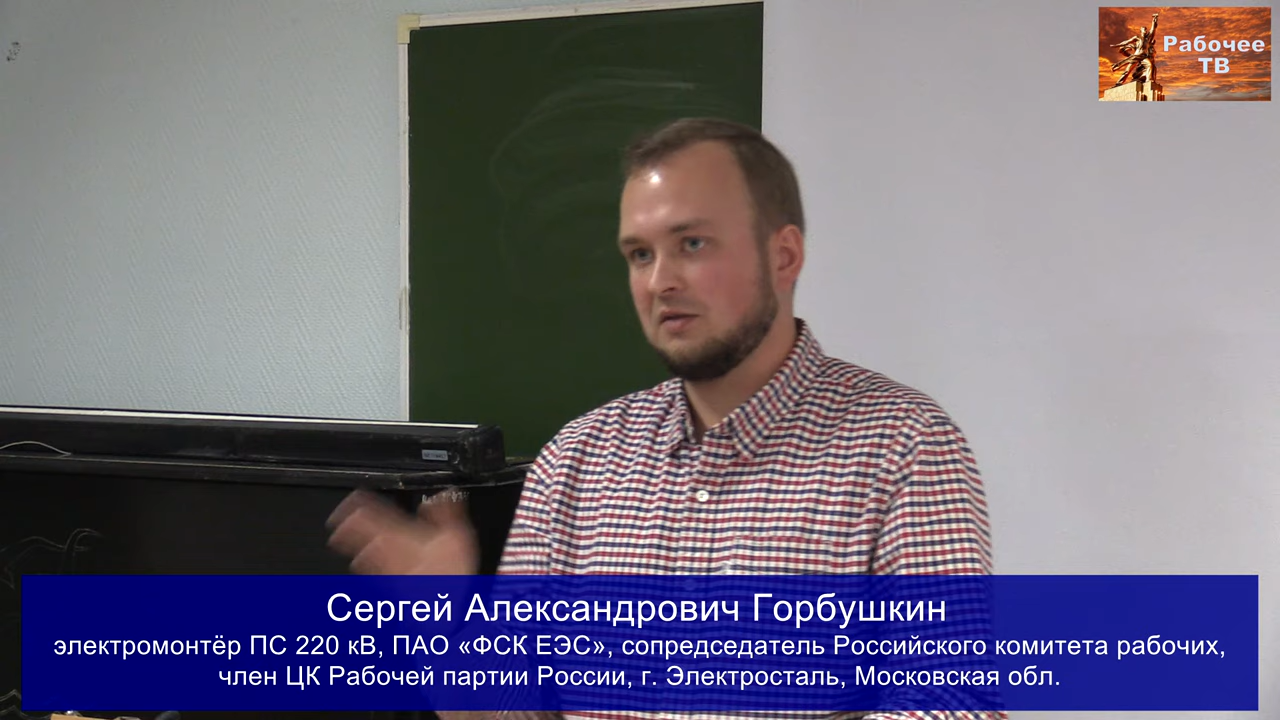 Рабочее
ТВ
Сергей Александрович Горбушкин
электромонтёр ПС 220 кВ, ПАО «ФСК ЕЭС», сопредседатель Российского комитета рабочих,
член ЦК Рабочей партии России, г. Электросталь, Московская обл.